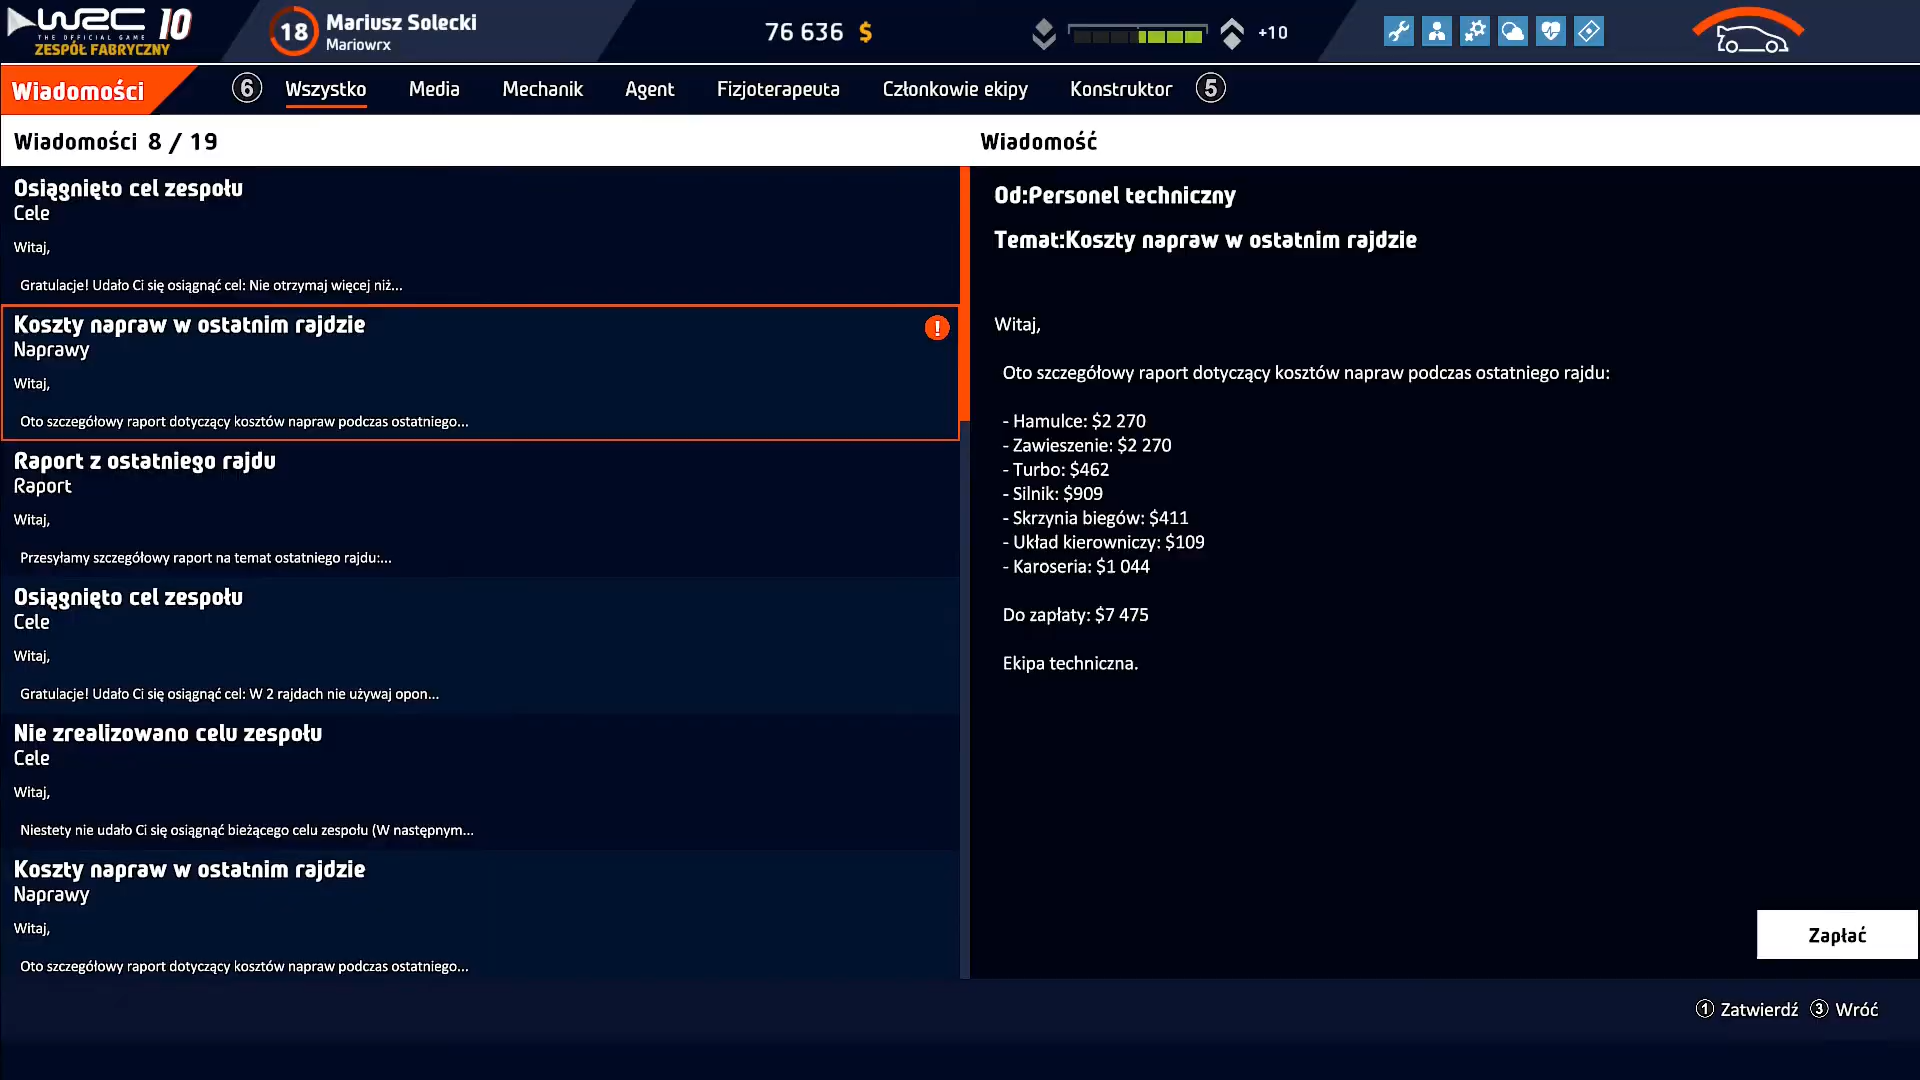 WRC 10
THE OFFICIAL GAME
ZESPÓŁ FABRYCZNY
18
Mariusz Solecki
Mariowrx
76 636 $
+10
Wiadomości
6
Wszystko
Media
Mechanik
Agent
Fizjoterapeuta
Członkowie ekipy
Konstruktor
5
Wiadomości 8 / 19
Osiągnięto cel zespołu
Cele
Witaj,
Gratulacje! Udało Ci się osiągnąć cel: Nie otrzymaj więcej niż...
Koszty napraw w ostatnim rajdzie
!
Naprawy
Witaj,
Oto szczegółowy raport dotyczący kosztów napraw podczas ostatniego...
Raport z ostatniego rajdu
Raport
Witaj,
Przesyłamy szczegółowy raport na temat ostatniego rajdu:...
Osiągnięto cel zespołu
Cele
Witaj,
Gratulacje! Udało Ci się osiągnąć cel: W 2 rajdach nie używaj opon...
Nie zrealizowano celu zespołu
Cele
Witaj,
Niestety nie udało Ci się osiągnąć bieżącego celu zespołu (W następnym...
Koszty napraw w ostatnim rajdzie
Naprawy
Witaj,
Oto szczegółowy raport dotyczący kosztów napraw podczas ostatniego...
Wiadomość
Od:Personel techniczny
Temat:Koszty napraw w ostatnim rajdzie
Witaj,
Oto szczegółowy raport dotyczący kosztów napraw podczas ostatniego rajdu:
- Hamulce: $2 270
- Zawieszenie: $2 270
- Turbo: $462
- Silnik: $909
- Skrzynia biegów: $411
- Układ kierowniczy: $109
- Karoseria: $1 044
Do zapłaty: $7 475
Ekipa techniczna.
Zapłać
1 Zatwierdź 3 Wróć